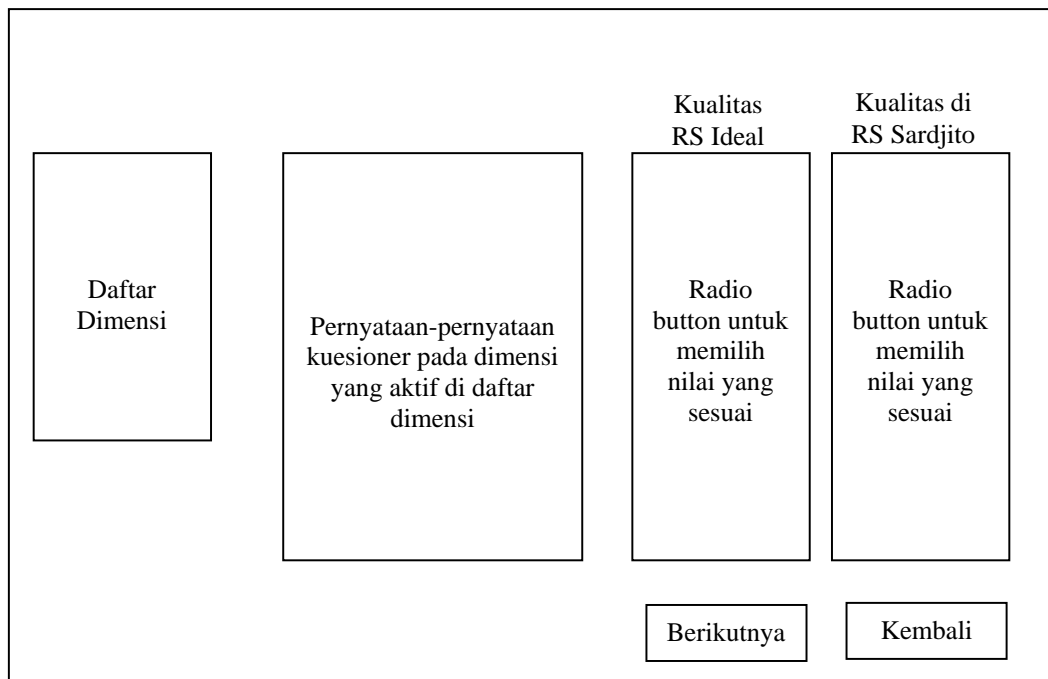 Kualitas
RS Ideal
Kualitas di
RS Sardjito
Daftar
Dimensi
Pernyataan-pernyataan
kuesioner pada dimensi
yang aktif di daftar
dimensi
Radio
button untuk
memilih
nilai yang
sesuai
Radio
button untuk
memilih
nilai yang
sesuai
Berikutnya
Kembali